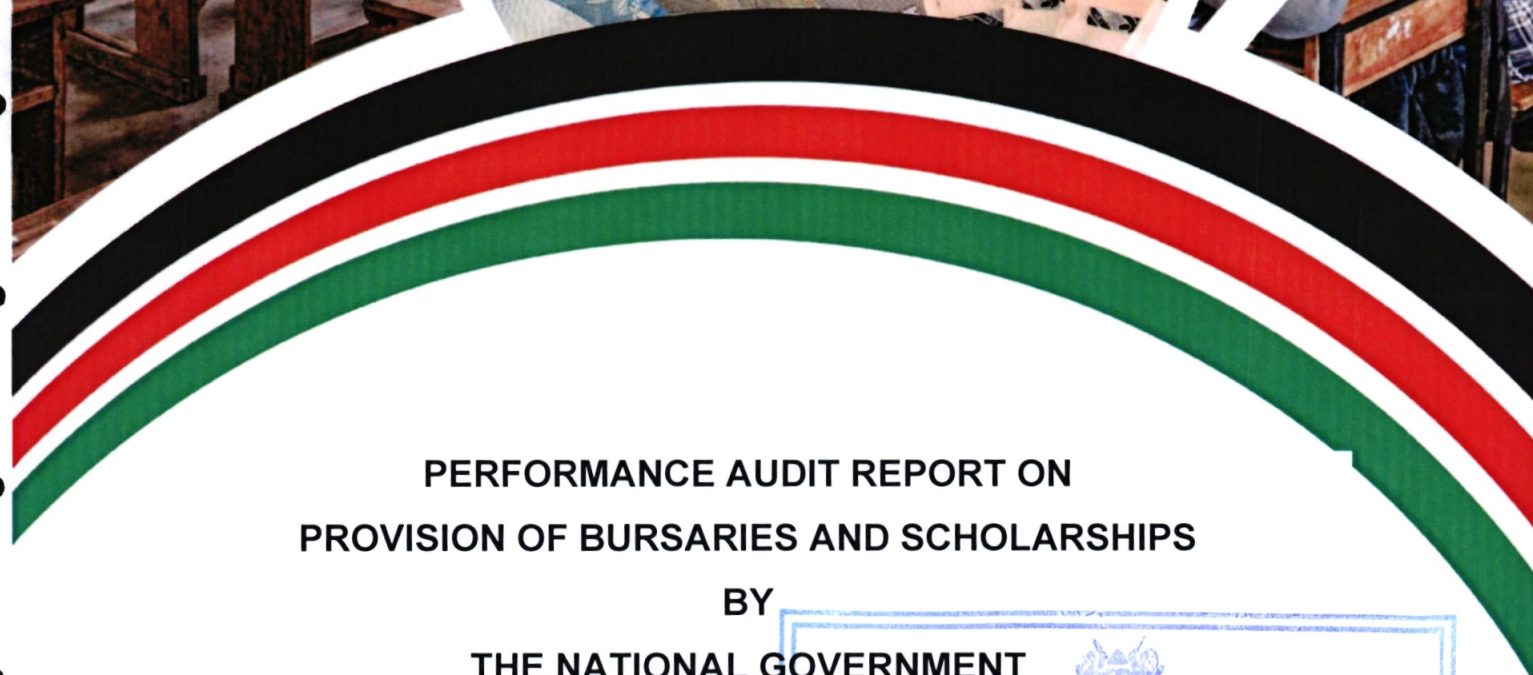 PERFORMANCE AUDIT REPORT ON
PROVISION OF BURSARIES AND SCHOLARSHIPS
BY
THE NATIONAL GOVERNMENT